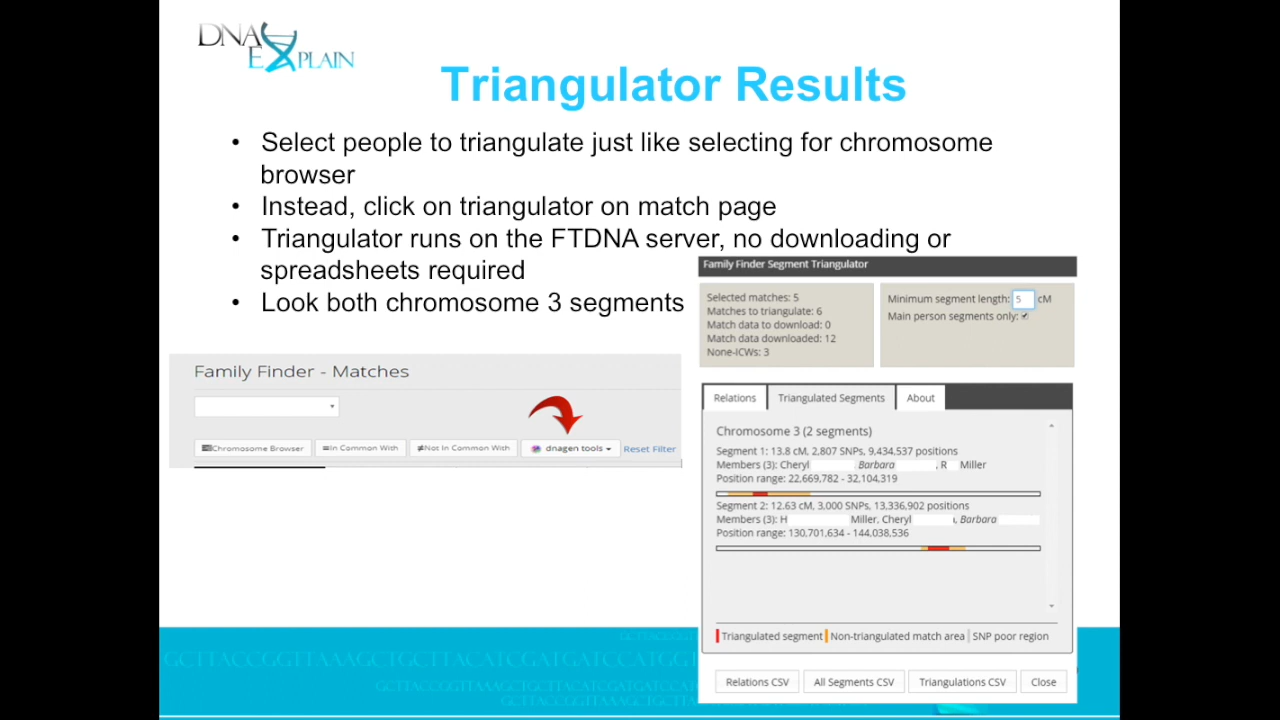 DNA
EXPLAIN
Triangulator Results
• Select people to triangulate just like selecting for chromosome
browser
• Instead, click on triangulator on match page
• Triangulator runs on the FTDNA server, no downloading or
spreadsheets required
• Look both chromosome 3 segments
Family Finder - Matches
Chromosome Browser
In Common With
Not In Common With
dnagen tools
Reset Filter
Family Finder Segment Triangulator
Selected matches: 5
Matches to triangulate: 6
Match data to download: 0
Match data downloaded: 12
None-ICWs: 3
Minimum segment length: 5 cM
Main person segments only:
Relations
Triangulated Segments
About
Chromosome 3 (2 segments)
Segment 1: 13.8 cM, 2,807 SNPs, 9,434,537 positions
Members (3): Cheryl Barbara , R Miller
Position range: 22,669,782 - 32,104,319
Segment 2: 12.63 cM, 3,000 SNPs, 13,336,902 positions
Members (3): H Miller, Cheryl , Barbara
Position range: 130,701,634 - 144,038,536
Triangulated segment
Non-triangulated match area
SNP poor region
Relations CSV
All Segments CSV
Triangulations CSV
Close